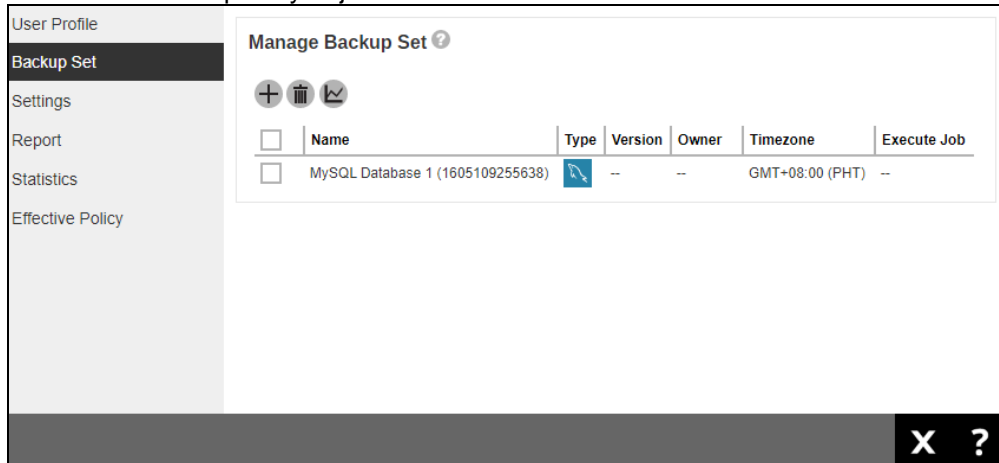 User Profile
Backup Set
Settings
Report
Statistics
Effective Policy
Manage Backup Set ?
Name Type Version Owner Timezone Execute Job
MySQL Database 1 (1605109255638) -- -- GMT+08:00 (PHT) --
X ?